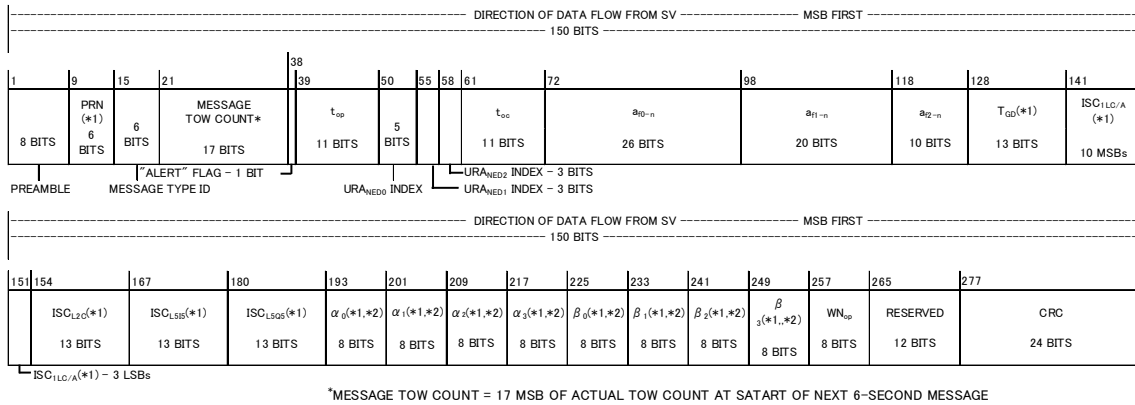 DIRECTION OF DATA FLOW FROM SV MSB FIRST
150 BITS
38
1 9 15 21 39 50 55 58 61 72 98 118 128 141
8 BITS
PRN
(*1)
6
BITS
6
BITS
MESSAGE
TOW COUNT*
17 BITS
top
11 BITS
5
BITS
toc
11 BITS
af0-n
26 BITS
af1-n
20 BITS
af2-n
10 BITS
TGD(*1)
13 BITS
ISC1LC/A
(*1)
10 MSBs
"ALERT" FLAG - 1 BIT
URANED2 INDEX - 3 BITS
PREAMBLE
MESSAGE TYPE ID
URANED0 INDEX
URANED1 INDEX - 3 BITS
DIRECTION OF DATA FLOW FROM SV MSB FIRST
150 BITS
151 154 167 180 193 201 209 217 225 233 241 249 257 265 277
ISCL2C(*1)
13 BITS
ISCL5I5(*1)
13 BITS
ISCL5Q5(*1)
13 BITS
α0(*1,*2)
8 BITS
α1(*1,*2)
8 BITS
α2(*1,*2)
8 BITS
α3(*1,*2)
8 BITS
β0(*1,*2)
8 BITS
β1(*1,*2)
8 BITS
β2(*1,*2)
8 BITS
β
3(*1,,*2)
8 BITS
WNop
8 BITS
RESERVED
12 BITS
CRC
24 BITS
ISC1LC/A(*1) - 3 LSBs
*MESSAGE TOW COUNT = 17 MSB OF ACTUAL TOW COUNT AT SATART OF NEXT 6-SECOND MESSAGE